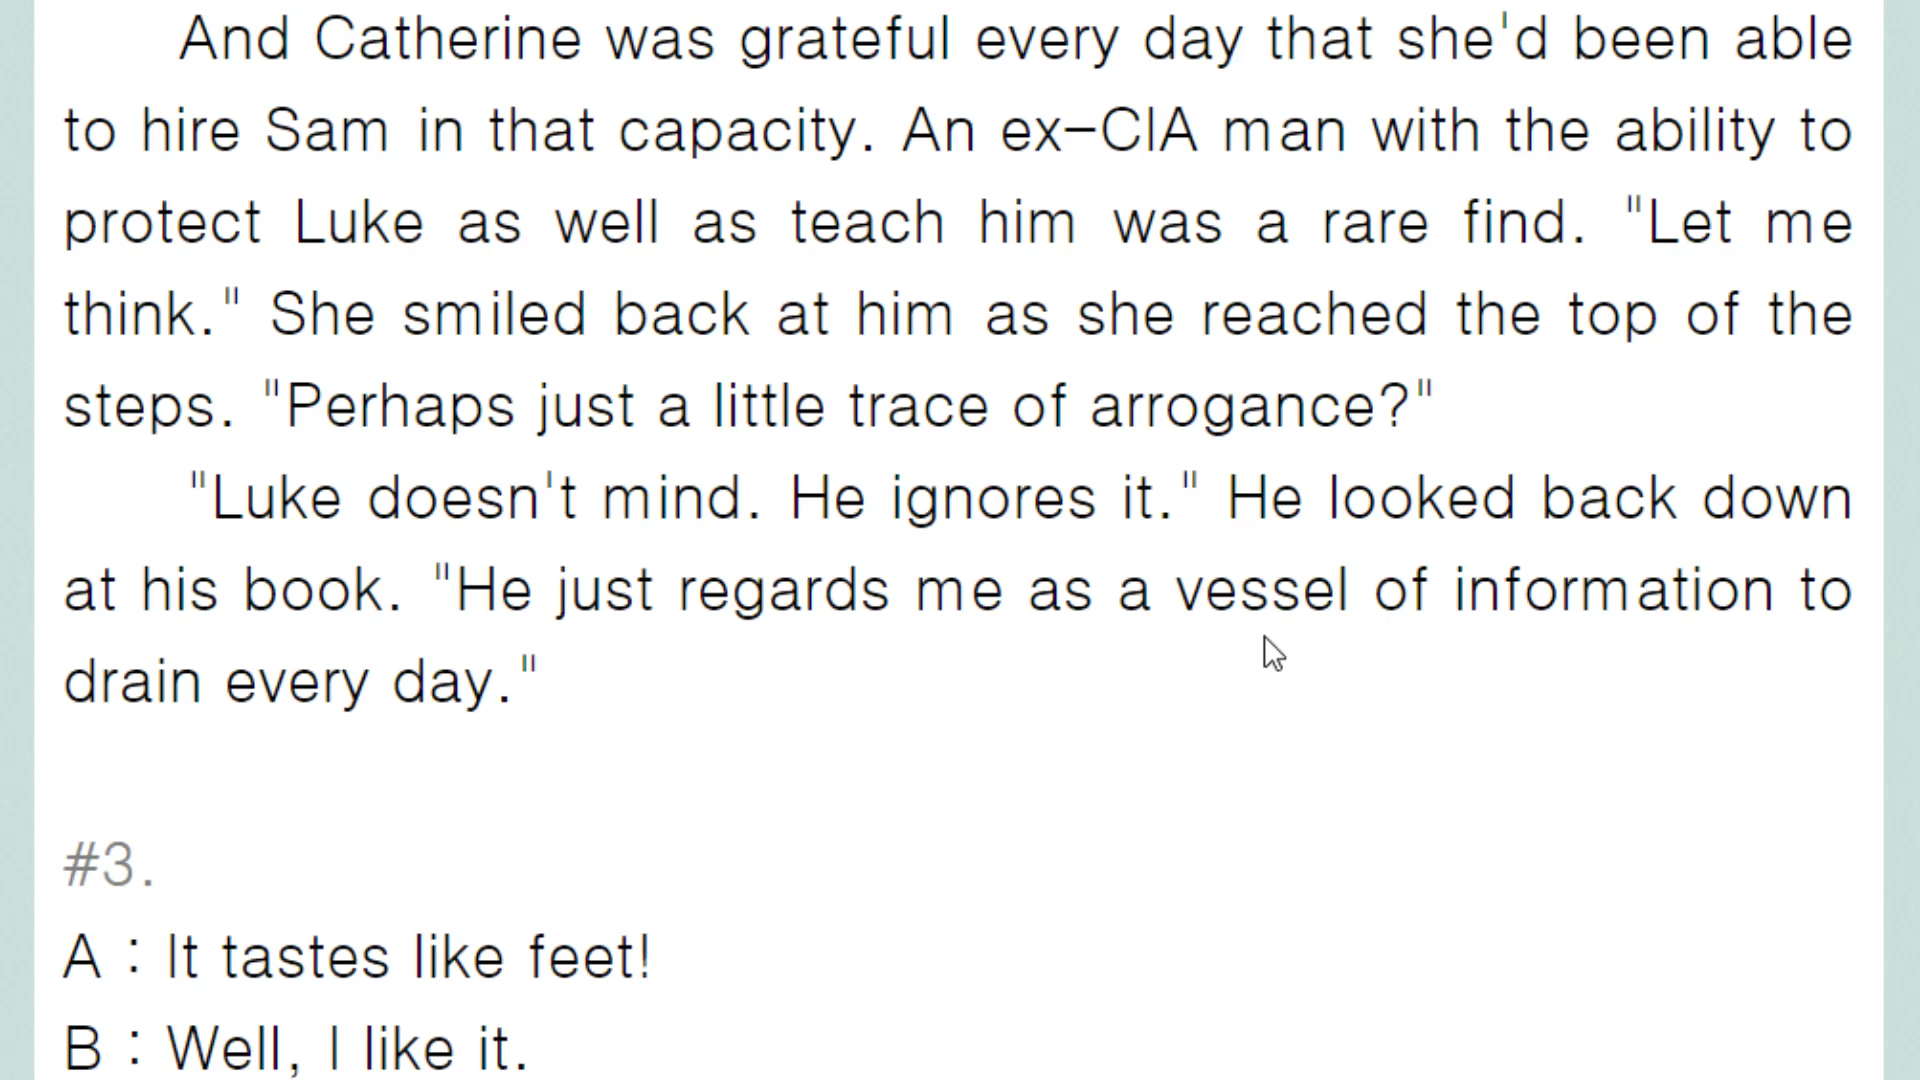 And Catherine was grateful every day that she'd been able
to hire Sam in that capacity. An ex-CIA man with the ability to
protect Luke as well as teach him was a rare find. "Let me
think." She smiled back at him as she reached the top of the
steps. "Perhaps just a little trace of arrogance?"
"Luke doesn't mind. He ignores it." He looked back down
at his book. "He just regards me as a vessel of information to
drain every day."
#3.
A : It tastes like feet!
B : Well, I like it.